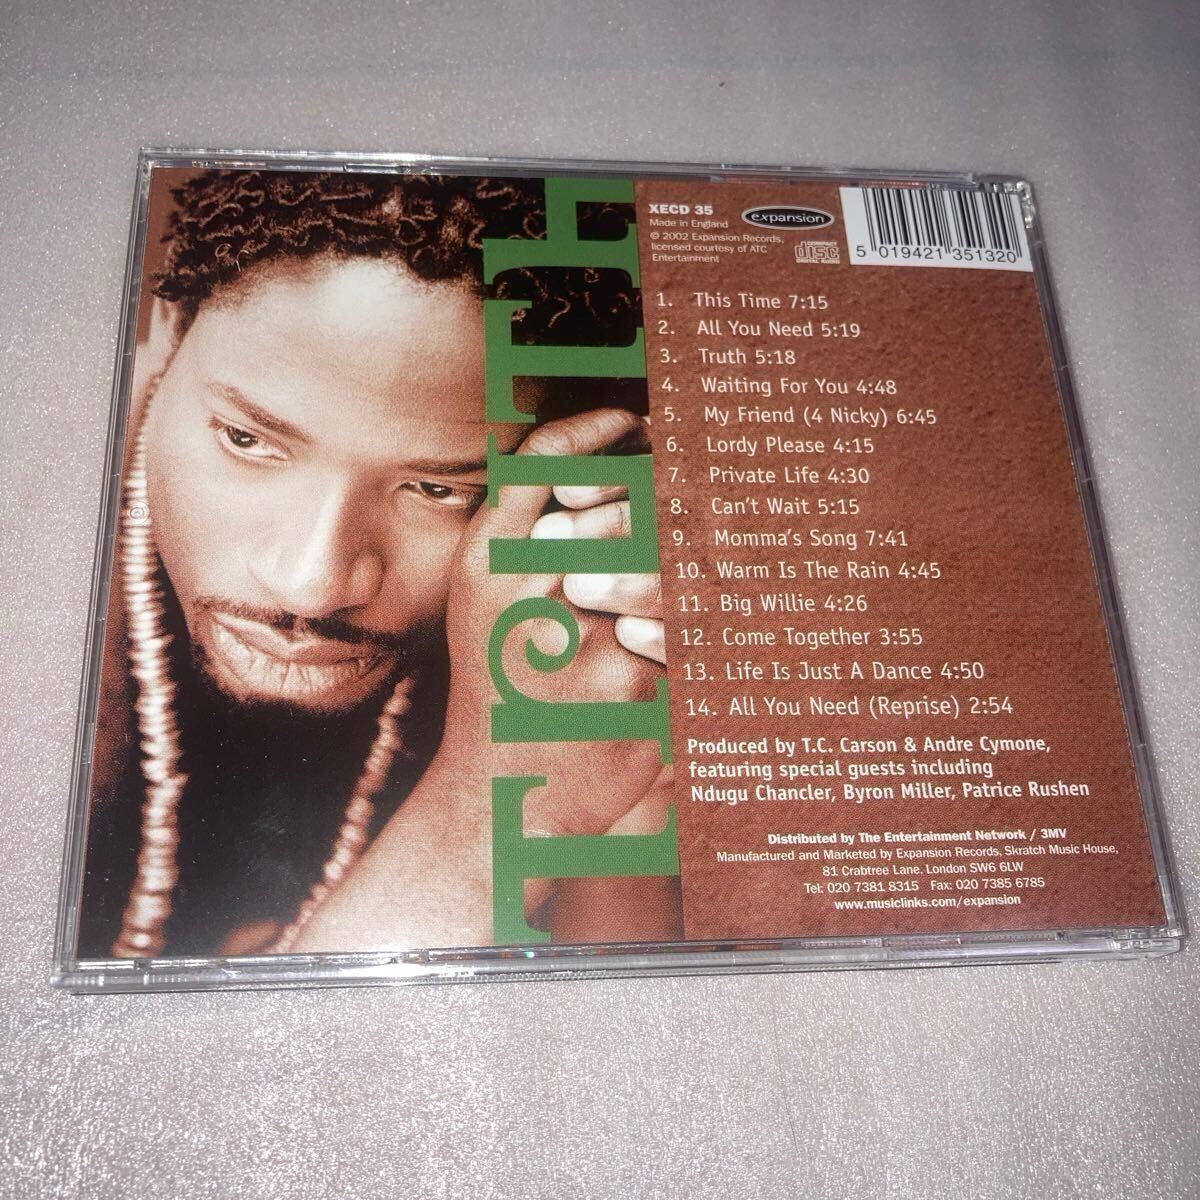 Truth
XECD 35
Made in England
© 2002 Expansion Records,
licensed courtesy of ATC
Entertainment
expansion
COMPACT
disc
DIGITAL AUDIO
5 019421 351320
1. This Time 7:15
2. All You Need 5:19
3. Truth 5:18
4. Waiting For You 4:48
5. My Friend (4 Nicky) 6:45
6. Lordy Please 4:15
7. Private Life 4:30
8. Can't Wait 5:15
9. Momma's Song 7:41
10. Warm Is The Rain 4:45
11. Big Willie 4:26
12. Come Together 3:55
13. Life Is Just A Dance 4:50
14. All You Need (Reprise) 2:54
Produced by T.C. Carson & Andre Cymone,
featuring special guests including
Ndugu Chancler, Byron Miller, Patrice Rushen
Distributed by The Entertainment Network / 3MV
Manufactured and Marketed by Expansion Records, Skratch Music House,
81 Crabtree Lane, London SW6 6LW
Tel: 020 7381 8315 Fax: 020 7385 6785
www.musiclinks.com/expansion